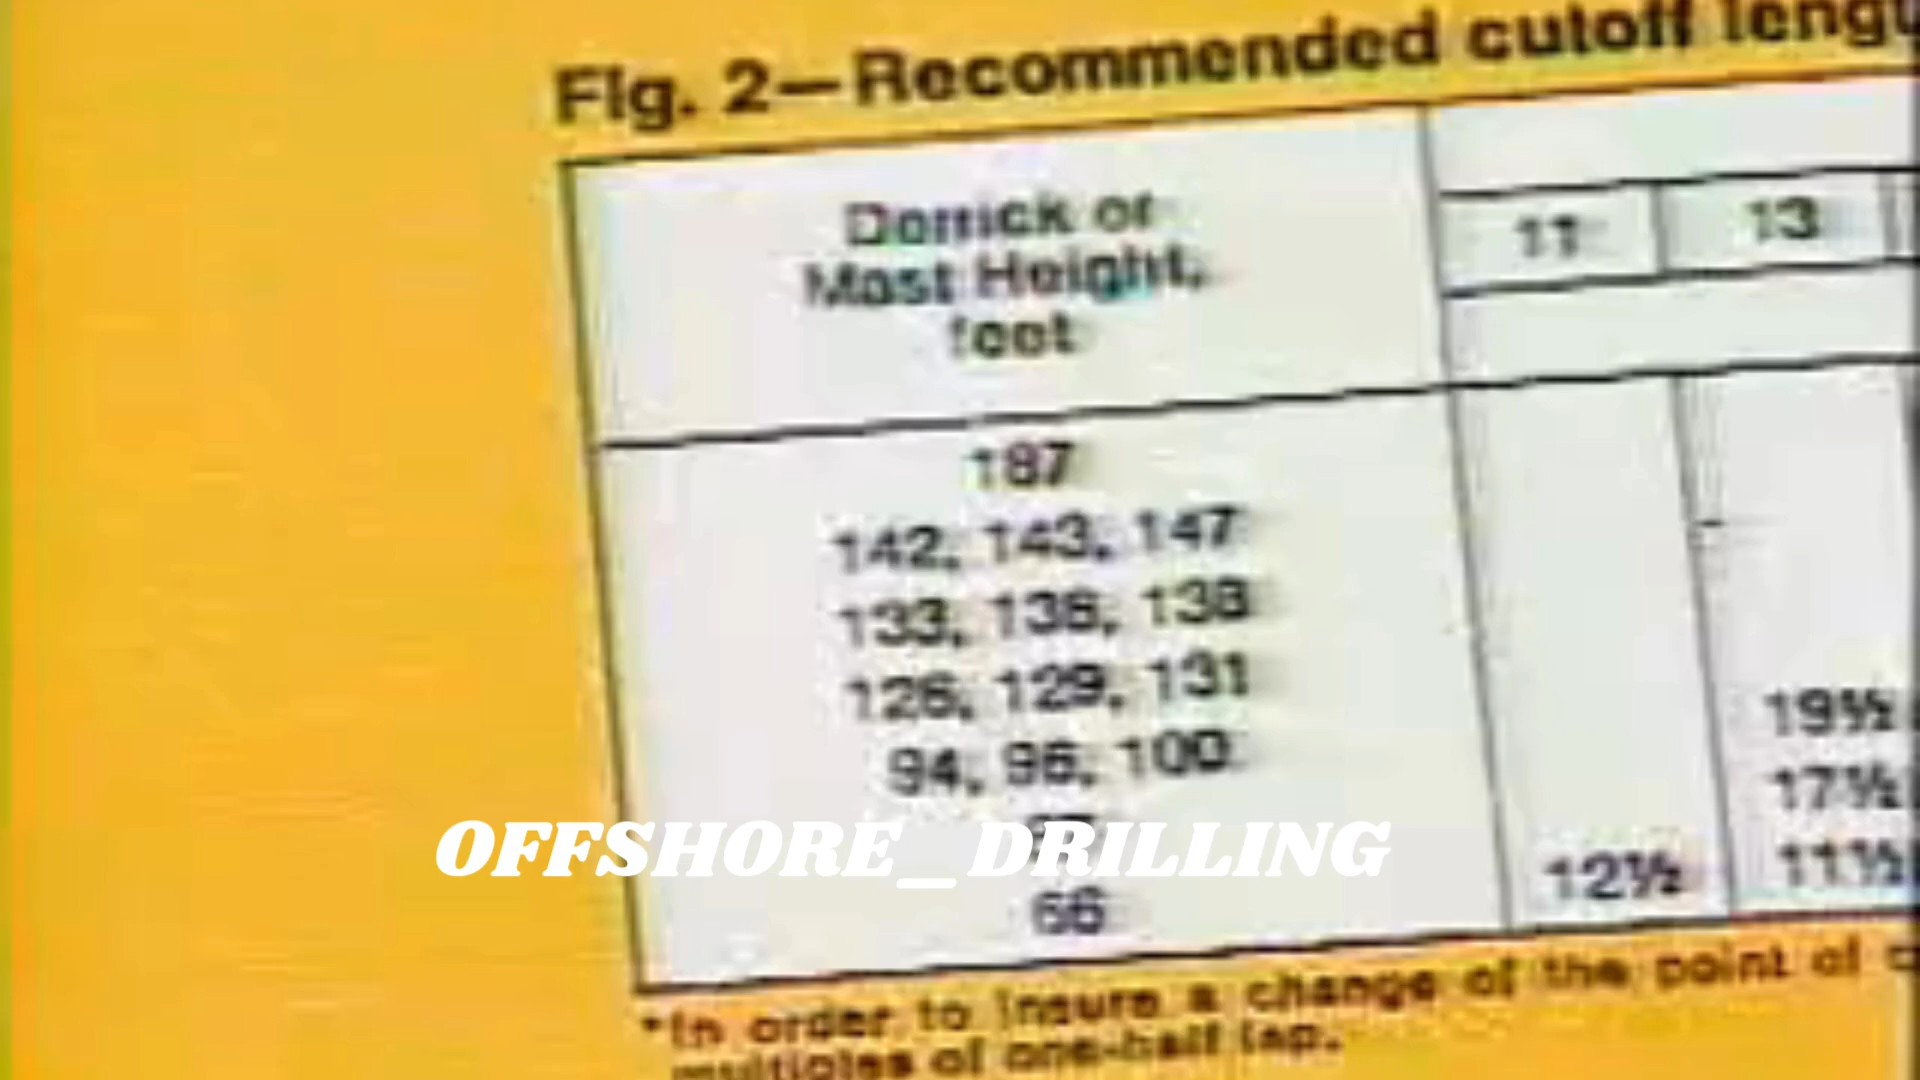 Fig. 2—Recommended cutoff
Derrick or
Mast Height,
feet
11 13
187
142, 143, 147
133, 136, 138
126, 129, 131
94, 96, 100
66
19½
17½
12½ 11½
OFFSHORE_DRILLING
*In order to insure a change of the point of
multiples of one-half lap.